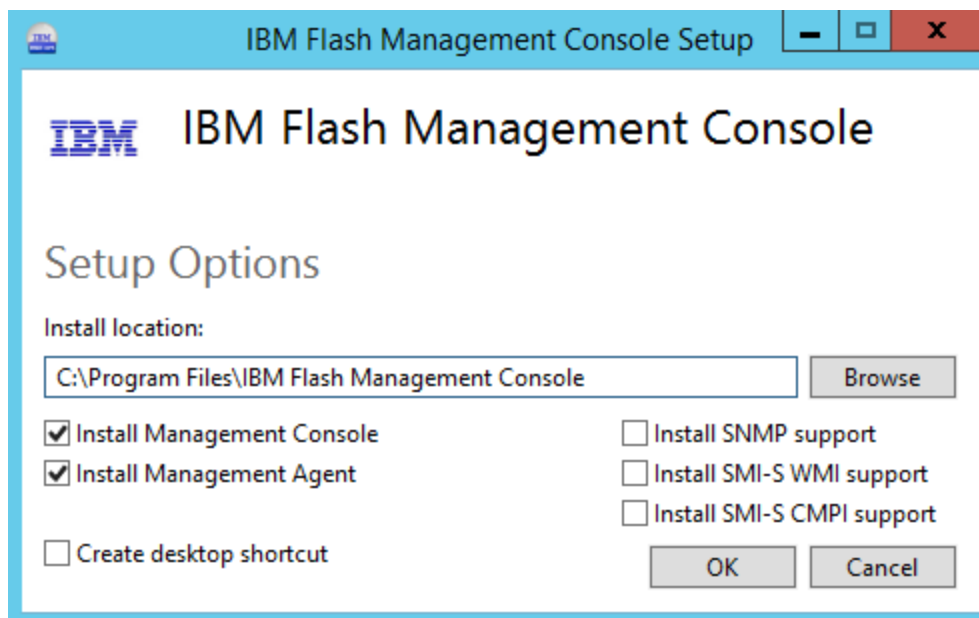 IBM Flash Management Console Setup
IBM
IBM Flash Management Console
Setup Options
Install location:
C:\Program Files\IBM Flash Management Console
Browse
Install Management Console
Install Management Agent
Install SNMP support
Install SMI-S WMI support
Install SMI-S CMPI support
Create desktop shortcut
OK
Cancel